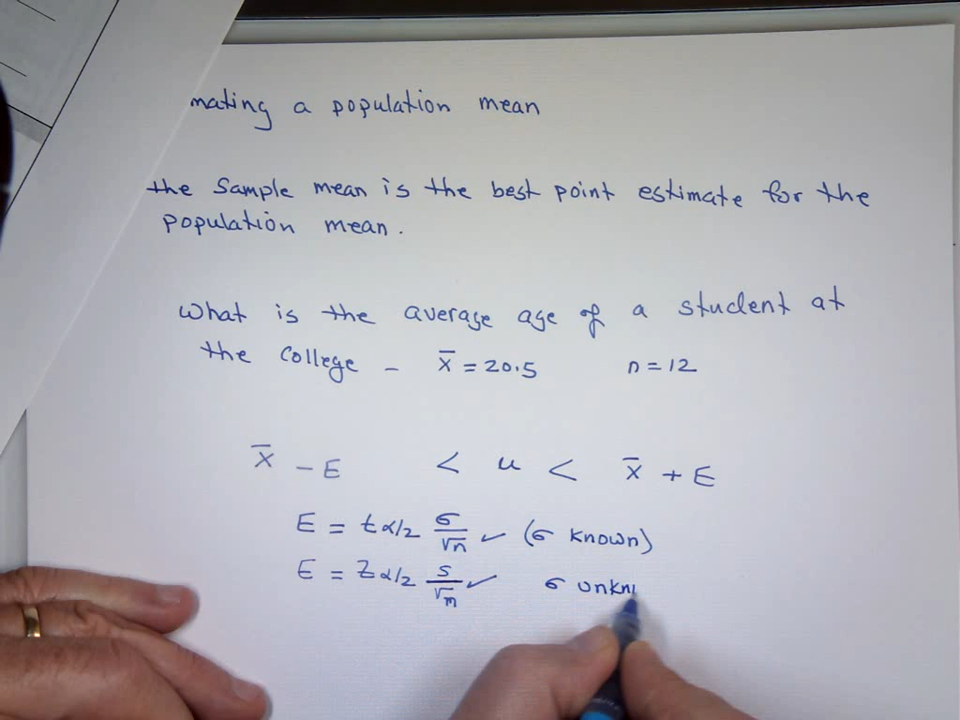 mating a population mean
the sample mean is the best point estimate for the
population mean.
What is the average age of a student at
the College - x̄ = 20.5 n = 12
x̄ - E < u < x̄ + E
E = tα/2 σ/√n ✓ (σ known)
E = Zα/2 s/√n ✓ σ unkn